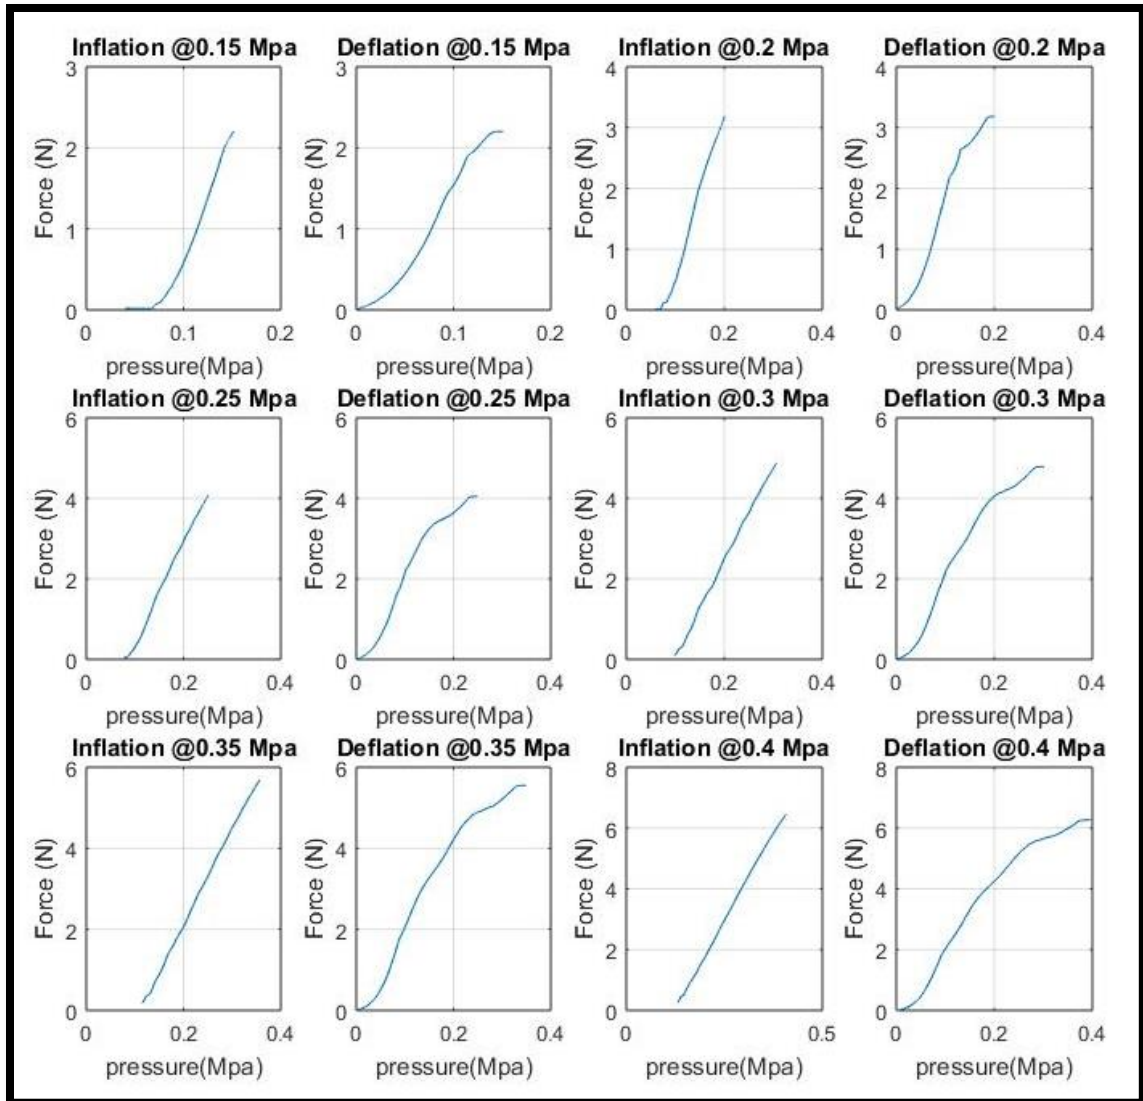 Inflation @0.15 Mpa
3
2
1
0
Force (N)
0 0.1 0.2
pressure(Mpa)
Deflation @0.15 Mpa
3
2
1
0
Force (N)
0 0.1 0.2
pressure(Mpa)
Inflation @0.2 Mpa
4
3
2
1
0
Force (N)
0 0.2 0.4
pressure(Mpa)
Deflation @0.2 Mpa
4
3
2
1
0
Force (N)
0 0.2 0.4
pressure(Mpa)
Inflation @0.25 Mpa
6
4
2
0
Force (N)
0 0.2 0.4
pressure(Mpa)
Deflation @0.25 Mpa
6
4
2
0
Force (N)
0 0.2 0.4
pressure(Mpa)
Inflation @0.3 Mpa
6
4
2
0
Force (N)
0 0.2 0.4
pressure(Mpa)
Deflation @0.3 Mpa
6
4
2
0
Force (N)
0 0.2 0.4
pressure(Mpa)
Inflation @0.35 Mpa
6
4
2
0
Force (N)
0 0.2 0.4
pressure(Mpa)
Deflation @0.35 Mpa
6
4
2
0
Force (N)
0 0.2 0.4
pressure(Mpa)
Inflation @0.4 Mpa
8
6
4
2
0
Force (N)
0 0.5
pressure(Mpa)
Deflation @0.4 Mpa
8
6
4
2
0
Force (N)
0 0.2 0.4
pressure(Mpa)